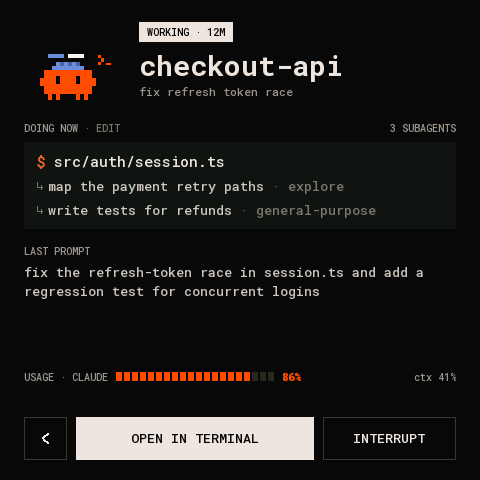 WORKING · 12M
checkout-api
fix refresh token race
DOING NOW · EDIT
3 SUBAGENTS
$ src/auth/session.ts
↳ map the payment retry paths · explore
↳ write tests for refunds · general-purpose
LAST PROMPT
fix the refresh-token race in session.ts and add a
regression test for concurrent logins
USAGE · CLAUDE 86%
ctx 41%
< OPEN IN TERMINAL INTERRUPT